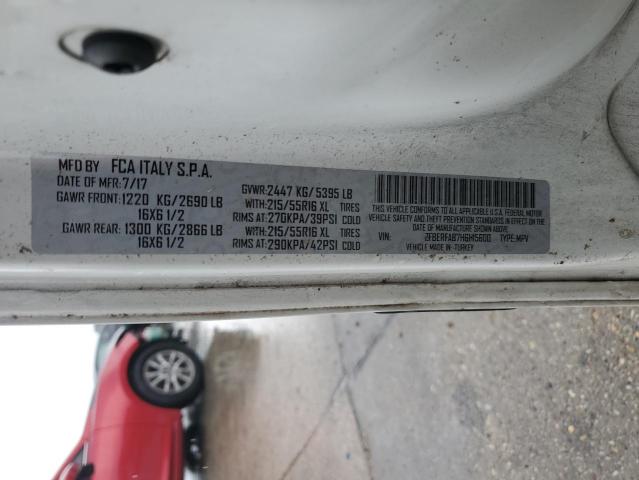 MFD BY FCA ITALY S.P.A.
DATE OF MFR: 7/17
GAWR FRONT: 1220 KG/2690 LB
16X6 1/2
GAWR REAR: 1300 KG/2866 LB
16X6 1/2
GVWR: 2447 KG/ 5395 LB
WITH: 215/55R16 XL TIRES
RIMS AT: 270KPA/39PSI COLD
WITH: 215/55R16 XL TIRES
RIMS AT: 290KPA/42PSI COLD
THIS VEHICLE CONFORMS TO ALL APPLICABLE U.S.A. FEDERAL MOTOR
VEHICLE SAFETY AND THEFT PREVENTION STANDARDS IN EFFECT
ON THE DATE OF MANUFACTURE SHOWN ABOVE.
VIN: TYPE: MPV
VEHICLE MADE IN: TURKEY